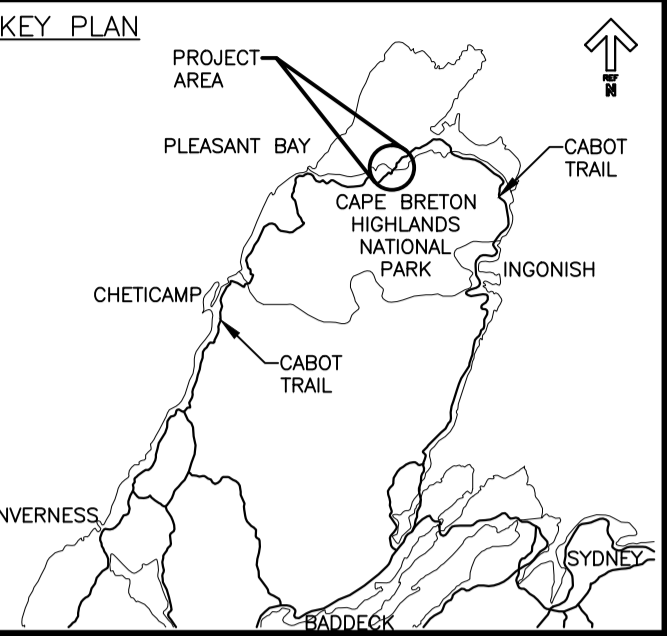 KEY PLAN
PROJECT
AREA
REF
N
PLEASANT BAY
CABOT
TRAIL
CAPE BRETON
HIGHLANDS
NATIONAL
PARK
INGONISH
CHETICAMP
CABOT
TRAIL
NVERNESS
SYDNEY
BADDECK